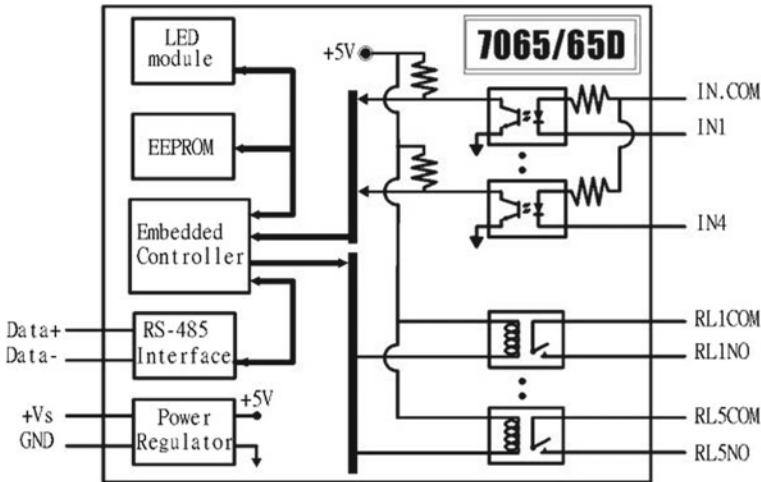 7065/65D
LED
module
+5V
EEPROM
IN.COM
IN1
Embedded
Controller
IN4
Data+
Data-
RS-485
Interface
RL1COM
RL1NO
+Vs
GND
Power
Regulator
+5V
RL5COM
RL5NO